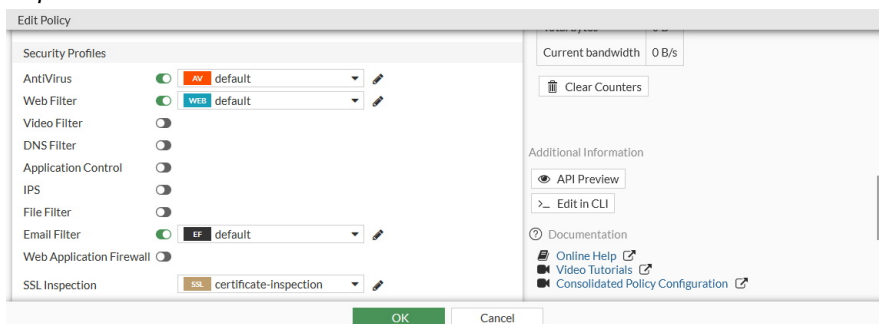 Edit Policy
Security Profiles
AntiVirus AV default
Web Filter WEB default
Video Filter
DNS Filter
Application Control
IPS
File Filter
Email Filter EF default
Web Application Firewall
SSL Inspection SSL certificate-inspection
Current bandwidth 0 B/s
Clear Counters
Additional Information
API Preview
>_ Edit in CLI
Documentation
Online Help
Video Tutorials
Consolidated Policy Configuration
OK Cancel